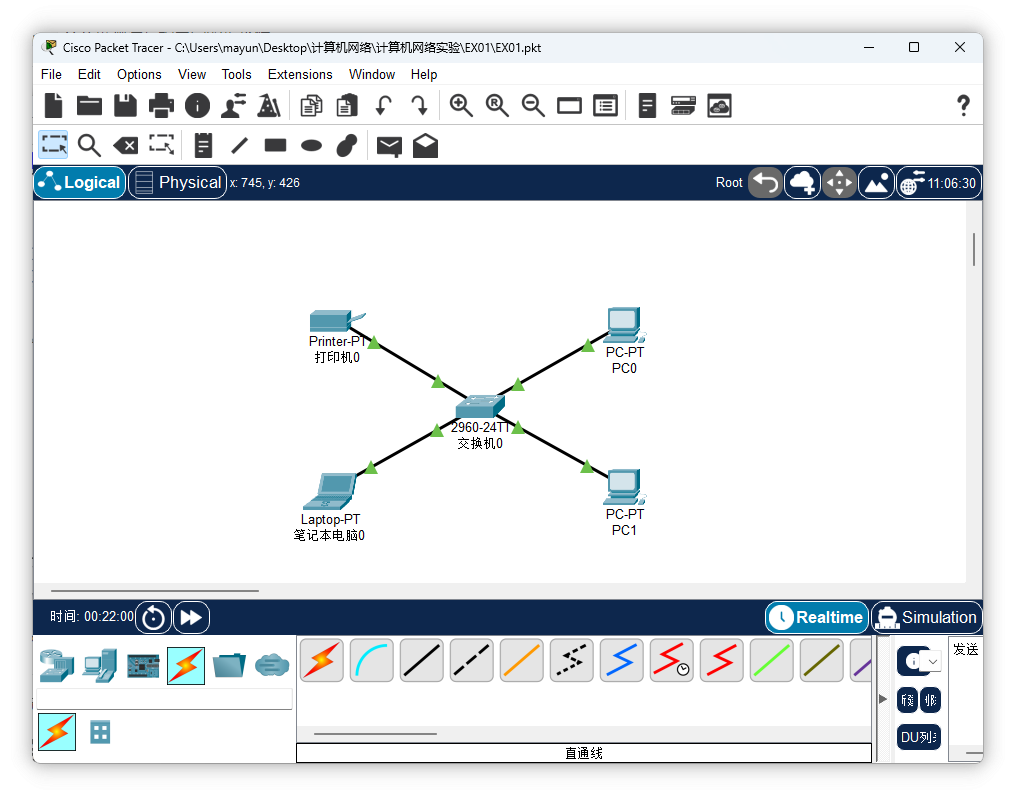 Cisco Packet Tracer - C:\Users\mayun\Desktop\计算机网络\计算机网络实验\EX01\EX01.pkt
File Edit Options View Tools Extensions Window Help
Logical Physical x: 745, y: 426 Root 11:06:30
Printer-PT
打印机0
PC-PT
PC0
2960-24TT
交换机0
Laptop-PT
笔记本电脑0
PC-PT
PC1
时间: 00:22:00 Realtime Simulation
发送
DU列
直通线